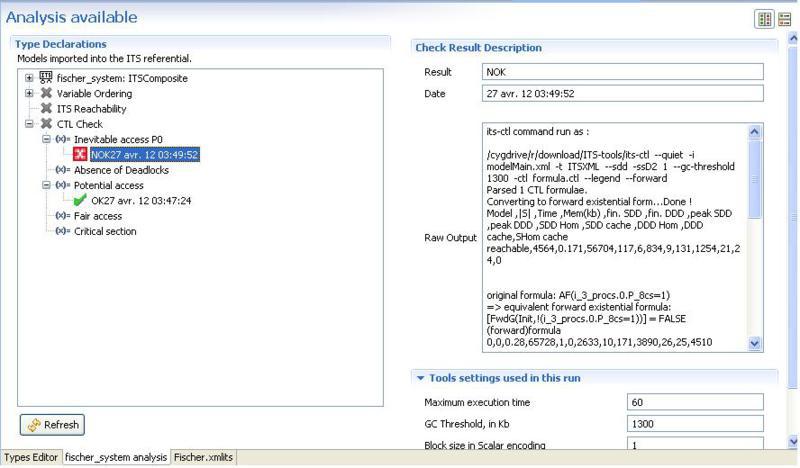 Analysis available
Type Declarations
Models imported into the ITS referential.
fischer_system: ITSComposite
Variable Ordering
ITS Reachability
CTL Check
(x)= Inevitable access P0
NOK27 avr. 12 03:49:52
(x)= Absence of Deadlocks
(x)= Potential access
OK27 avr. 12 03:47:24
(x)= Fair access
(x)= Critical section
Refresh
Check Result Description
Result NOK
Date 27 avr. 12 03:49:52
Raw Output
its-ctl command run as :
/cygdrive/r/download/ITS-tools/its-ctl --quiet -i
modelMain.xml -t ITSXML --sdd -ssD2 1 --gc-threshold
1300 -ctl formula.ctl --legend --forward
Parsed 1 CTL formulae.
Converting to forward existential form...Done !
Model ,|S| ,Time ,Mem(kb) ,fin. SDD ,fin. DDD ,peak SDD
,peak DDD ,SDD Hom ,SDD cache ,DDD Hom ,DDD
cache,SHom cache
reachable,4564,0.171,56704,117,6,834,9,131,1254,21,2
4,0
original formula: AF(i_3_procs.0.P_8cs=1)
=> equivalent forward existential formula:
[FwdG(Init,!(i_3_procs.0.P_8cs=1))] = FALSE
(forward)formula
0,0,0.28,65728,1,0,2633,10,171,3890,26,25,4510
Tools settings used in this run
Maximum execution time 60
GC Threshold, in Kb 1300
Block size in Scalar encoding 1
Types Editor fischer_system analysis Fischer.xmlits